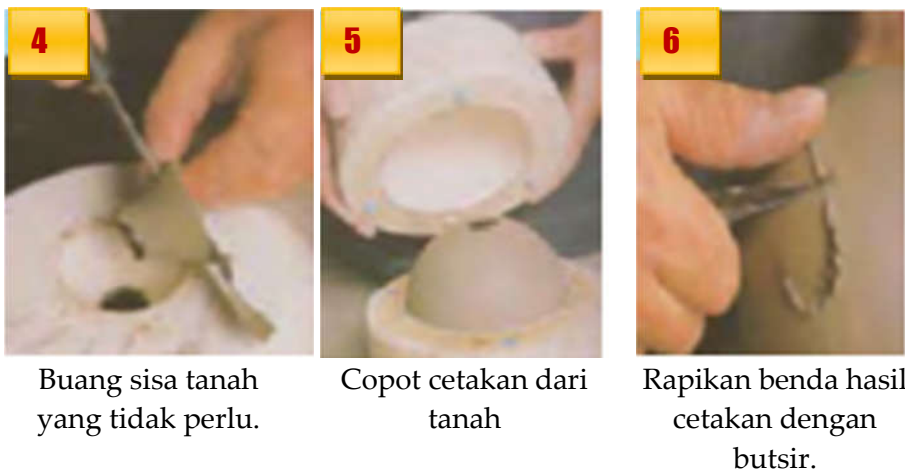 4
5
6
Buang sisa tanah
yang tidak perlu.
Copot cetakan dari
tanah
Rapikan benda hasil
cetakan dengan
butsir.